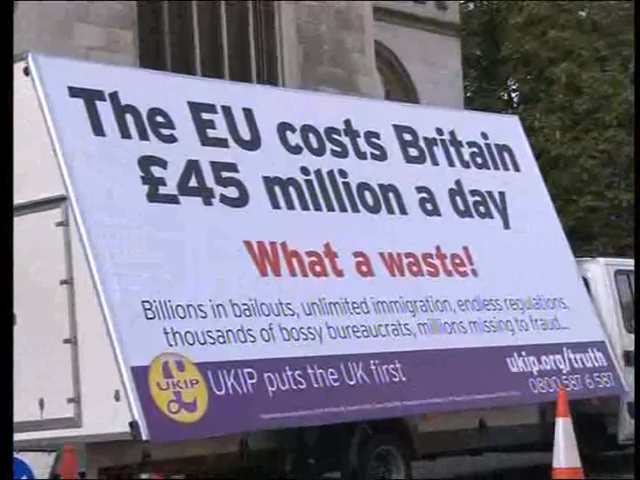 The EU costs Britain
£45 million a day
What a waste!
Billions in bailouts, unlimited immigration, endless regulations,
thousands of bossy bureaucrats, millions missing to fraud...
UKIP
UKIP puts the UK first
ukip.org/truth
0800 587 6 587